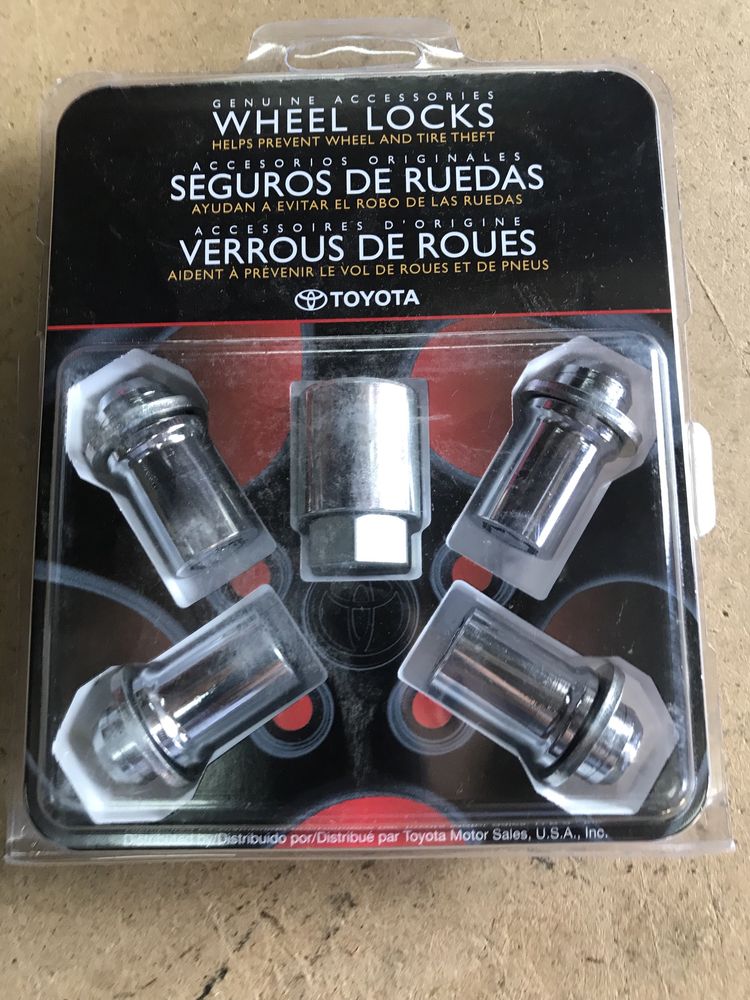 GENUINE ACCESSORIES
WHEEL LOCKS
HELPS PREVENT WHEEL AND TIRE THEFT
ACCESORIOS ORIGINALES
SEGUROS DE RUEDAS
AYUDAN A EVITAR EL ROBO DE LAS RUEDAS
ACCESSOIRES D'ORIGINE
VERROUS DE ROUES
AIDENT À PRÉVENIR LE VOL DE ROUES ET DE PNEUS
TOYOTA
by/Distribuido por/Distribué par Toyota Motor Sales, U.S.A., Inc.